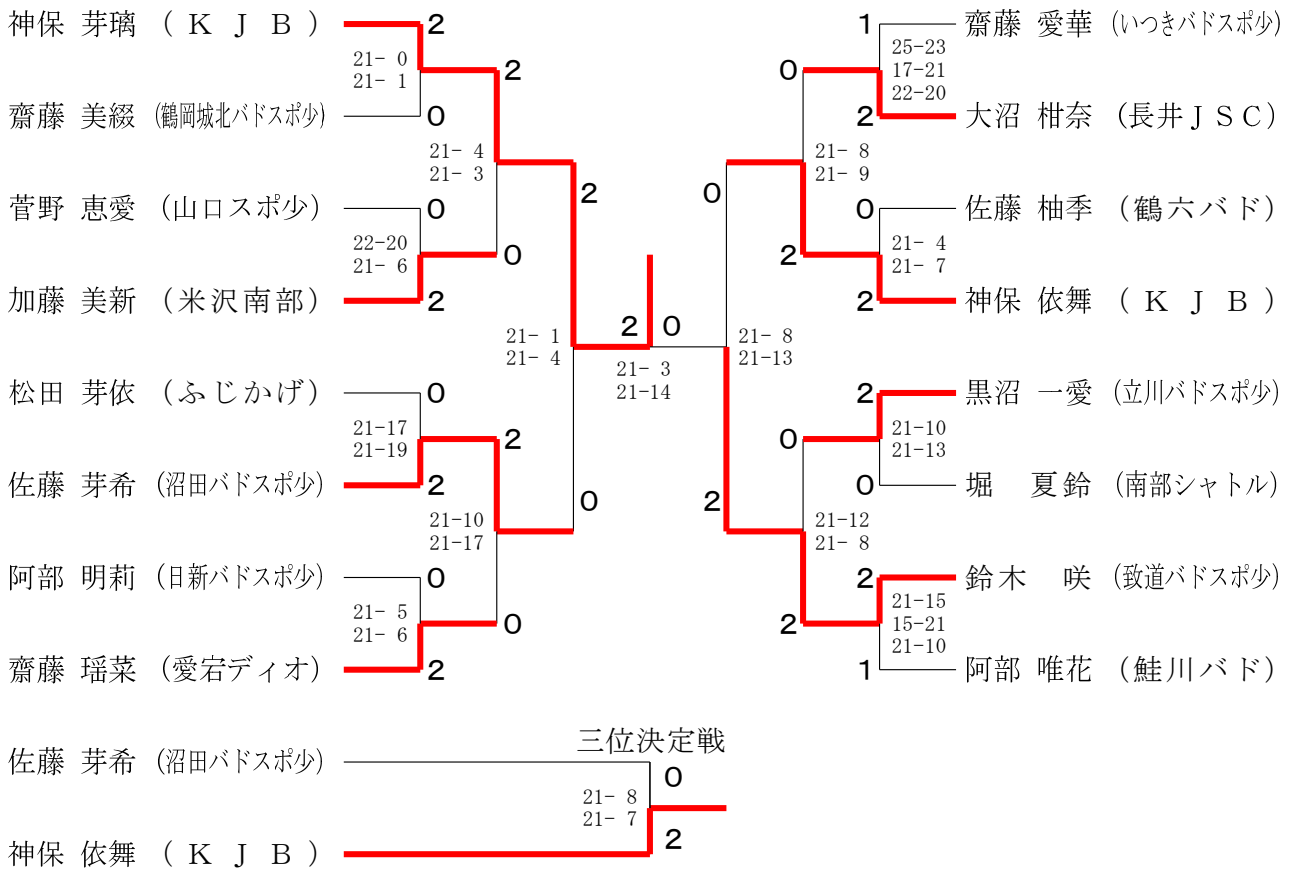 神保 芽璃 (ＫＪＢ) 2
21- 0
21- 1
2
齋藤 美綴 (鶴岡城北バドスポ少) 0
21- 4
21- 3
2
菅野 恵愛 (山口スポ少) 0
22-20
21- 6
0
加藤 美新 (米沢南部) 2
21- 1
21- 4
松田 芽依 (ふじかげ) 0
21-17
21-19
2
佐藤 芽希 (沼田バドスポ少) 2
21-10
21-17
0
阿部 明莉 (日新バドスポ少) 0
21- 5
21- 6
0
齋藤 瑶菜 (愛宕ディオ) 2
2 0
21- 3
21-14
1 齋藤 愛華 (いつきバドスポ少)
25-23
17-21
22-20
0
2 大沼 柑奈 (長井ＪＳＣ)
21- 8
21- 9
0
0 佐藤 柚季 (鶴六バド)
21- 4
21- 7
2
2 神保 依舞 (ＫＪＢ)
21- 8
21-13
2 黒沼 一愛 (立川バドスポ少)
21-10
21-13
0
0 堀 夏鈴 (南部シャトル)
21-12
21- 8
2
2 鈴木 咲 (致道バドスポ少)
21-15
15-21
21-10
2
1 阿部 唯花 (鮭川バド)
三位決定戦
佐藤 芽希 (沼田バドスポ少) 0
21- 8
21- 7
神保 依舞 (ＫＪＢ) 2